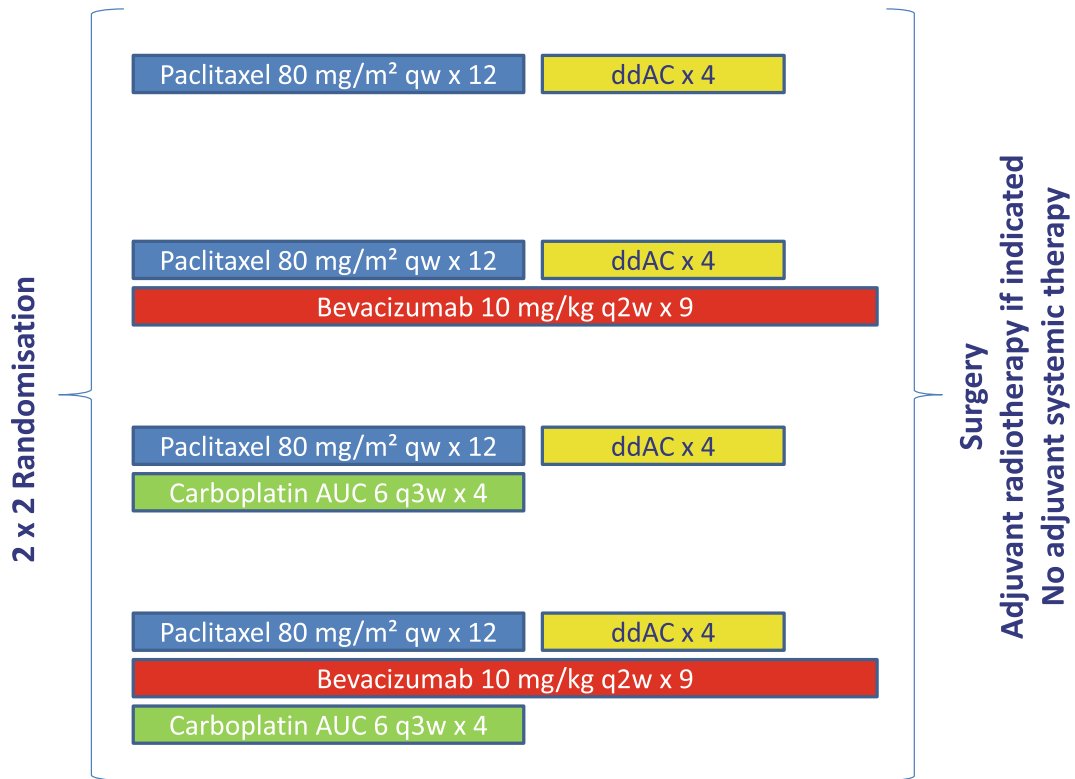 2 x 2 Randomisation
Paclitaxel 80 mg/m² qw x 12
ddAC x 4
Paclitaxel 80 mg/m² qw x 12
ddAC x 4
Bevacizumab 10 mg/kg q2w x 9
Paclitaxel 80 mg/m² qw x 12
ddAC x 4
Carboplatin AUC 6 q3w x 4
Paclitaxel 80 mg/m² qw x 12
ddAC x 4
Bevacizumab 10 mg/kg q2w x 9
Carboplatin AUC 6 q3w x 4
Surgery
Adjuvant radiotherapy if indicated
No adjuvant systemic therapy